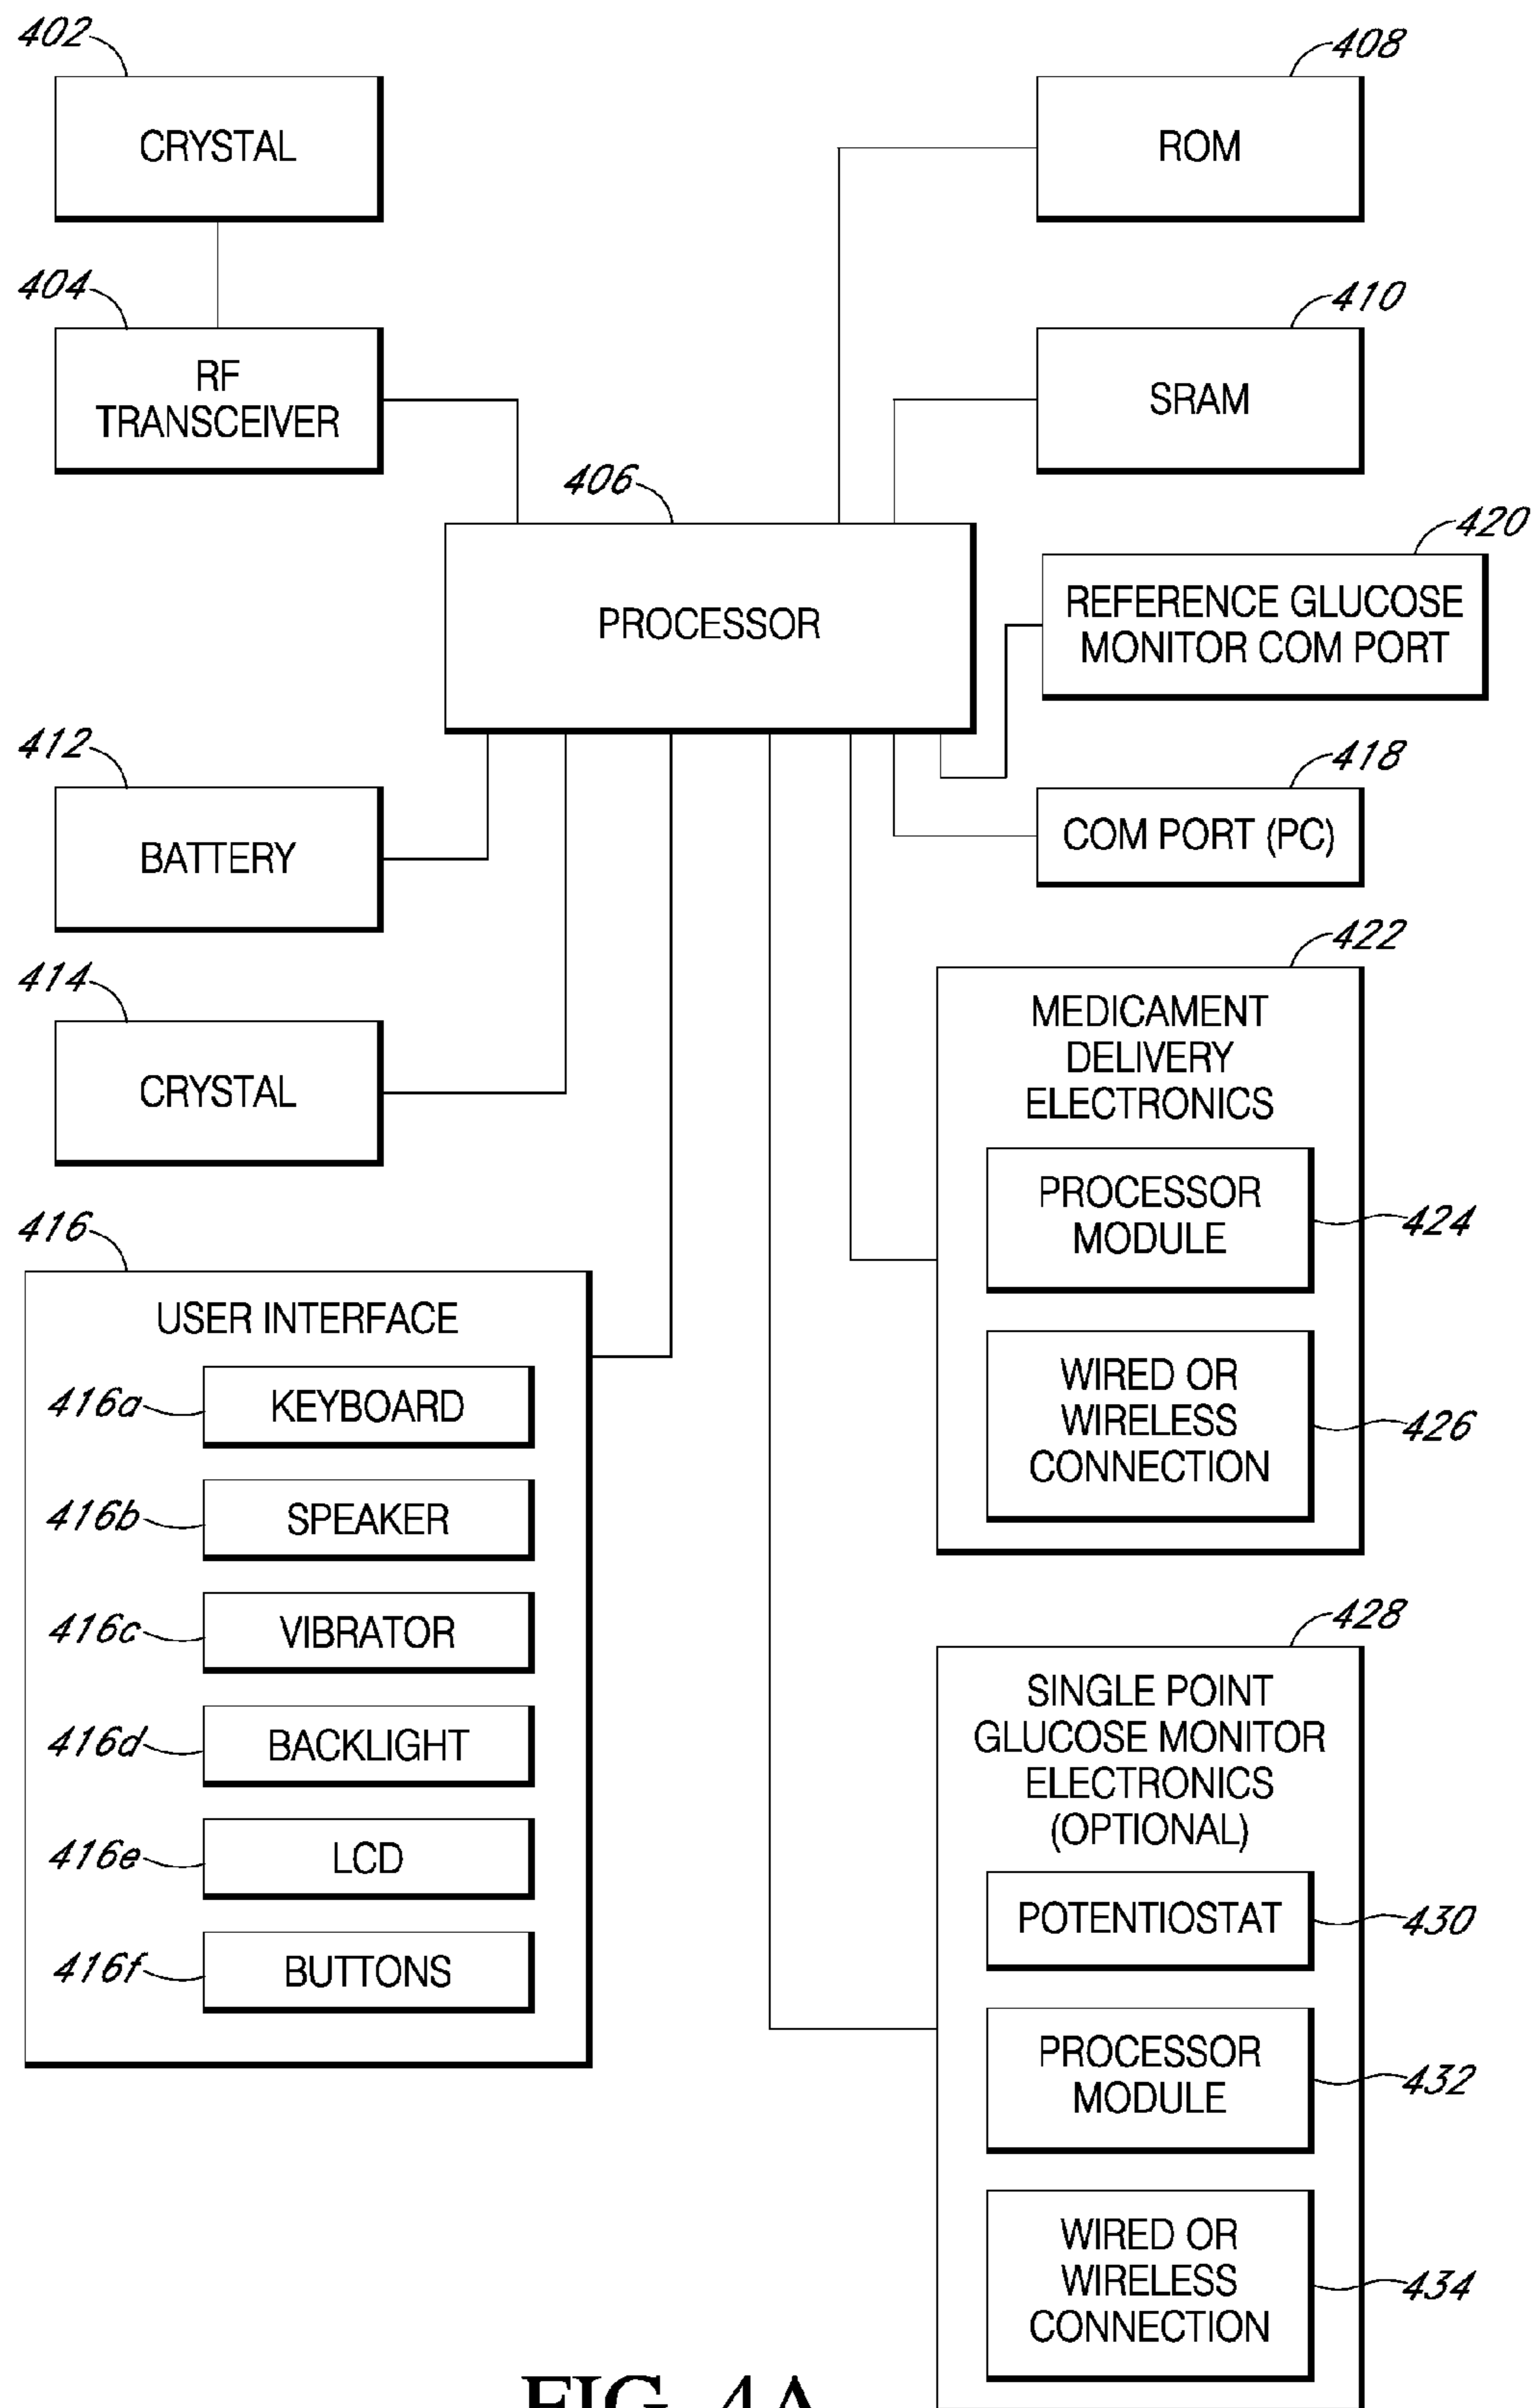 402
CRYSTAL
404
RF
TRANSCEIVER
406
PROCESSOR
408
ROM
410
SRAM
420
REFERENCE GLUCOSE
MONITOR COM PORT
418
COM PORT (PC)
412
BATTERY
414
CRYSTAL
416
USER INTERFACE
416a
KEYBOARD
416b
SPEAKER
416c
VIBRATOR
416d
BACKLIGHT
416e
LCD
416f
BUTTONS
422
MEDICAMENT
DELIVERY
ELECTRONICS
PROCESSOR
MODULE
424
WIRED OR
WIRELESS
CONNECTION
426
428
SINGLE POINT
GLUCOSE MONITOR
ELECTRONICS
(OPTIONAL)
POTENTIOSTAT
430
PROCESSOR
MODULE
432
WIRED OR
WIRELESS
CONNECTION
434
FIG. 4A